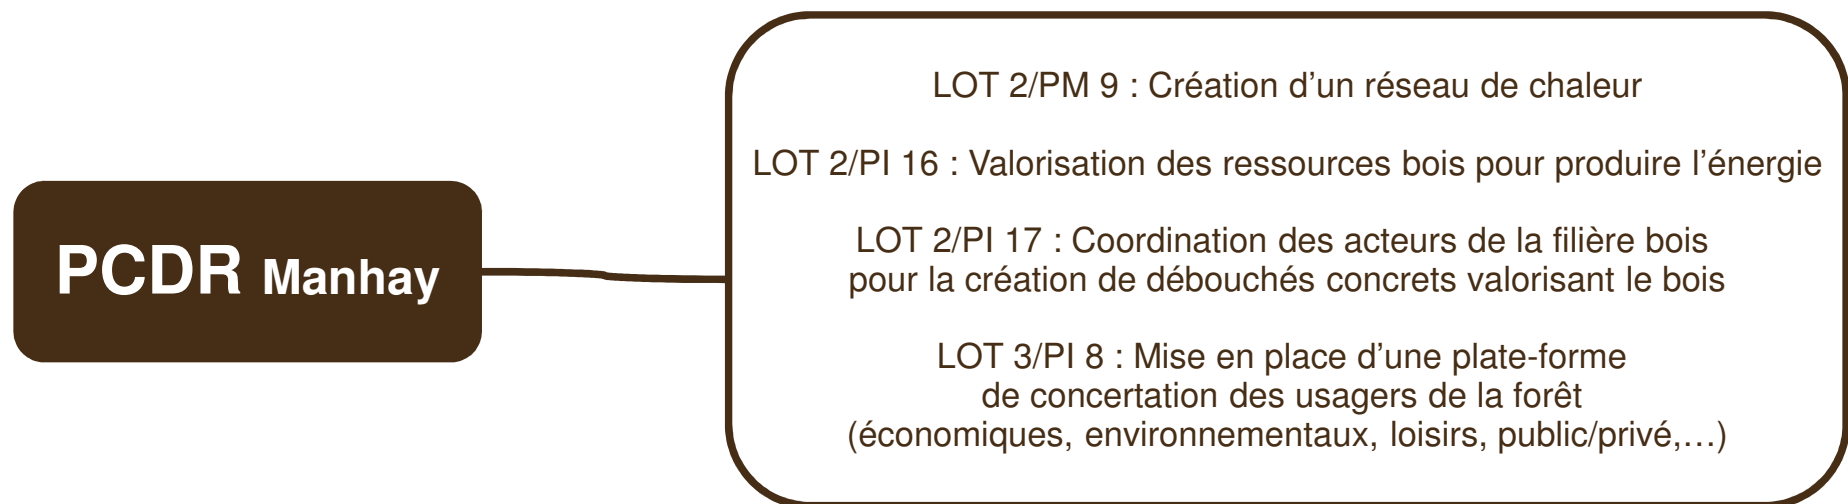 PCDR Manhay
LOT 2/PM 9 : Création d’un réseau de chaleur
LOT 2/PI 16 : Valorisation des ressources bois pour produire l’énergie
LOT 2/PI 17 : Coordination des acteurs de la filière bois
pour la création de débouchés concrets valorisant le bois
LOT 3/PI 8 : Mise en place d’une plate-forme
de concertation des usagers de la forêt
(économiques, environnementaux, loisirs, public/privé,…)